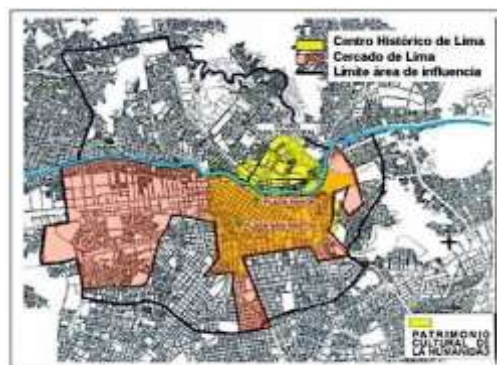 Centro Histórico de Lima
Cercado de Lima
Límite área de influencia
PATRIMONIO
CULTURAL DE
LA HUMANIDAD